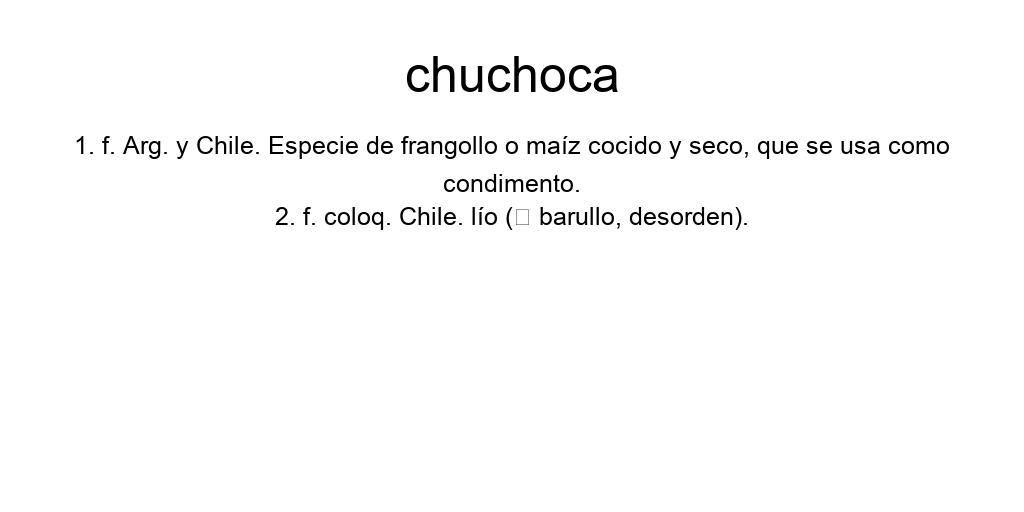 chuchoca
1. f. Arg. y Chile. Especie de frangollo o maíz cocido y seco, que se usa como
condimento.
2. f. coloq. Chile. lío (□ barullo, desorden).